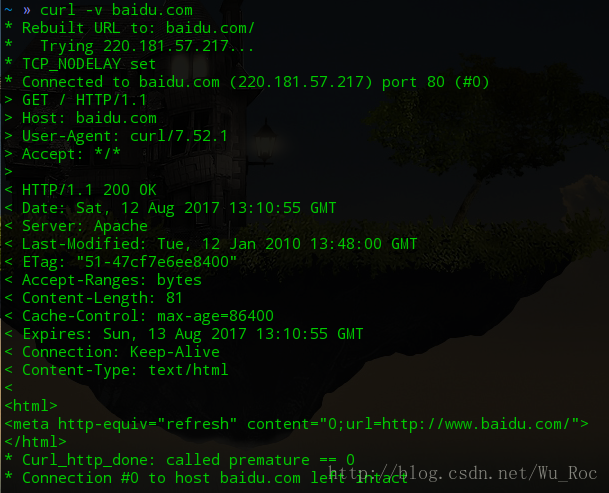 ~ » curl -v baidu.com
* Rebuilt URL to: baidu.com/
*   Trying 220.181.57.217...
* TCP_NODELAY set
* Connected to baidu.com (220.181.57.217) port 80 (#0)
> GET / HTTP/1.1
> Host: baidu.com
> User-Agent: curl/7.52.1
> Accept: */*
>
< HTTP/1.1 200 OK
< Date: Sat, 12 Aug 2017 13:10:55 GMT
< Server: Apache
< Last-Modified: Tue, 12 Jan 2010 13:48:00 GMT
< ETag: "51-47cf7e6ee8400"
< Accept-Ranges: bytes
< Content-Length: 81
< Cache-Control: max-age=86400
< Expires: Sun, 13 Aug 2017 13:10:55 GMT
< Connection: Keep-Alive
< Content-Type: text/html
<
<html>
<meta http-equiv="refresh" content="0;url=http://www.baidu.com/">
</html>
* Curl_http_done: called premature == 0
* Connection #0 to host baidu.com left intact
http://blog.csdn.net/Wu_Roc